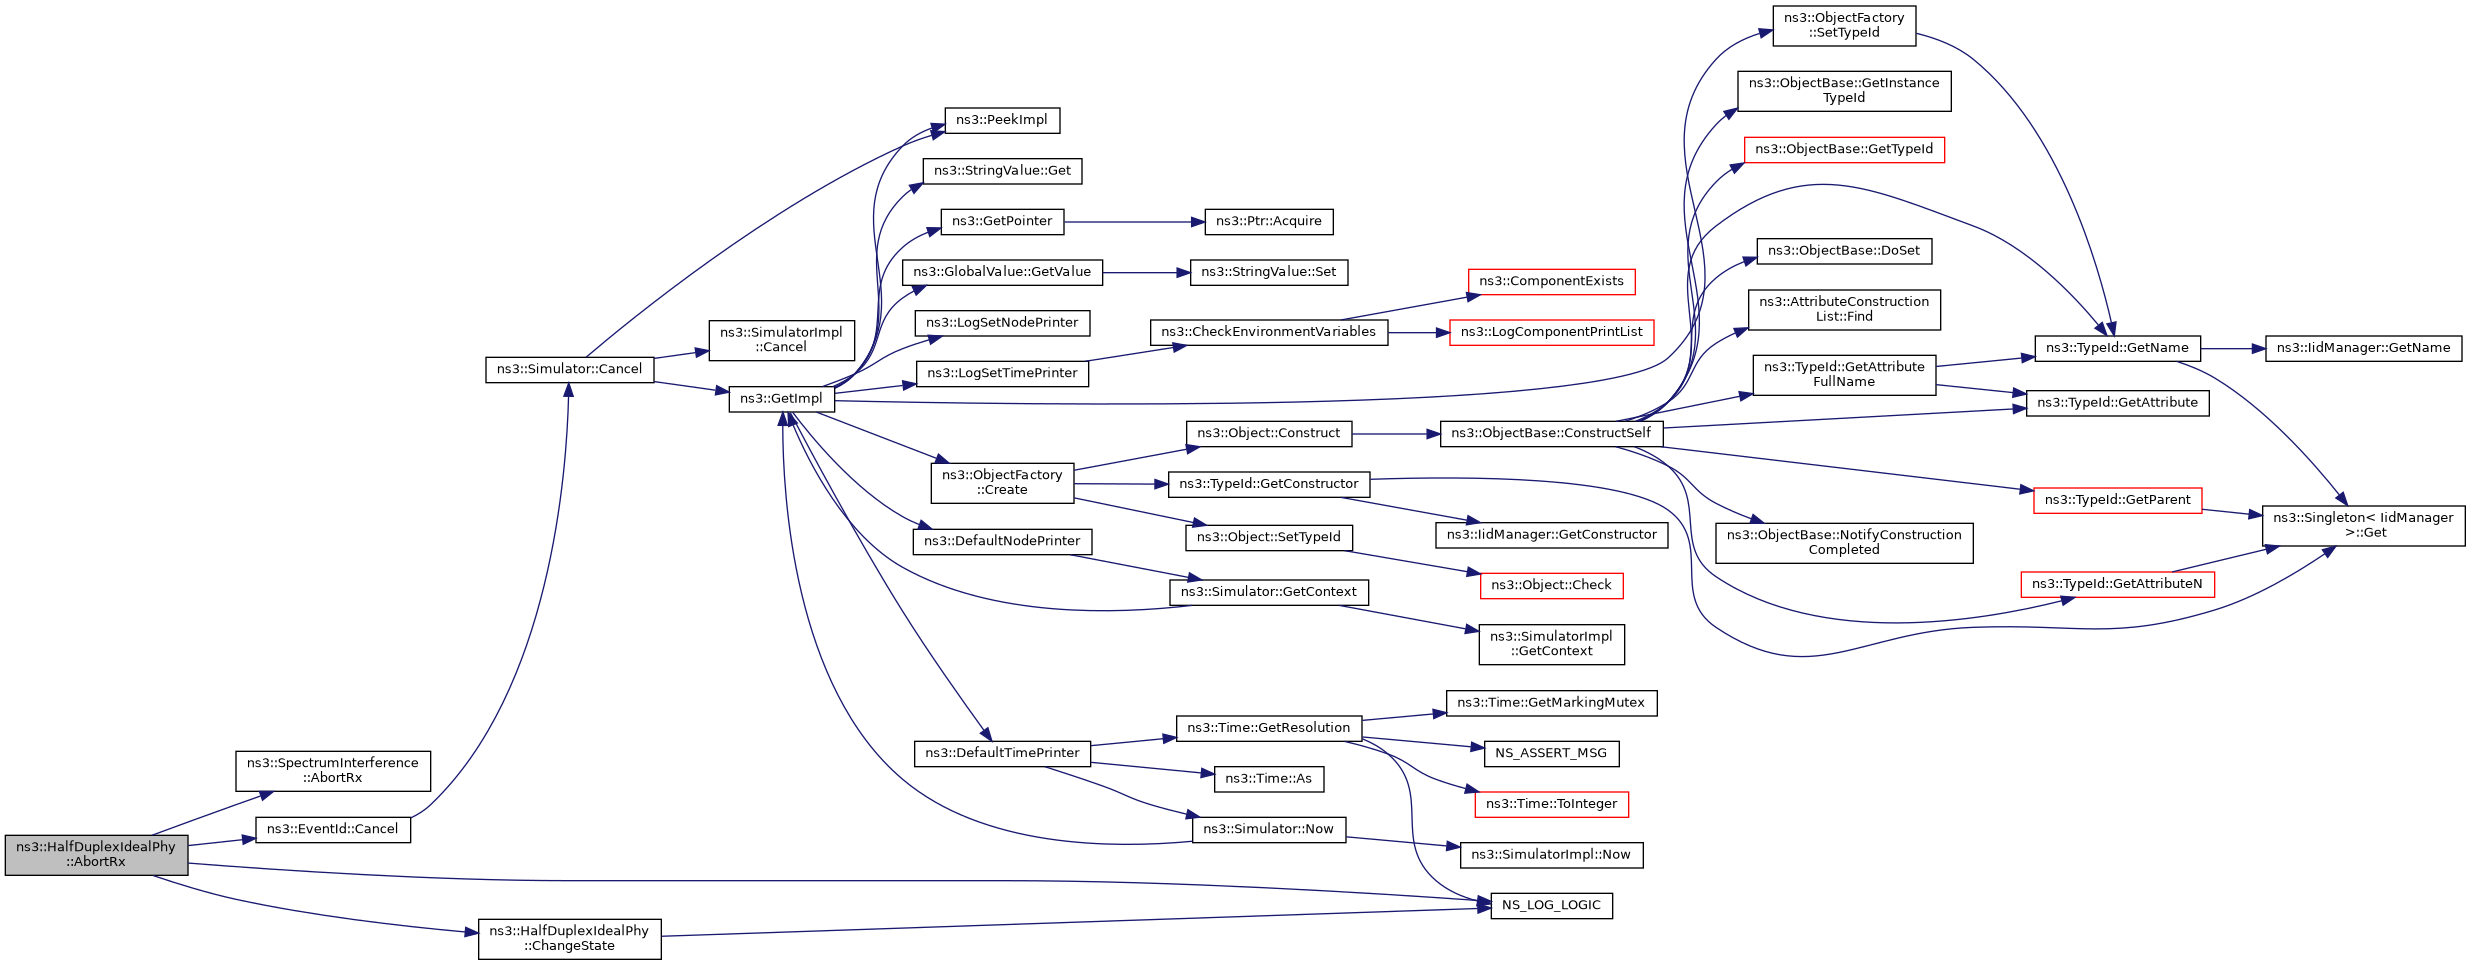 ns3::HalfDuplexIdealPhy
::AbortRx
ns3::SpectrumInterference
::AbortRx
ns3::EventId::Cancel
ns3::HalfDuplexIdealPhy
::ChangeState
ns3::Simulator::Cancel
ns3::SimulatorImpl
::Cancel
ns3::GetImpl
ns3::PeekImpl
ns3::StringValue::Get
ns3::GetPointer
ns3::GlobalValue::GetValue
ns3::LogSetNodePrinter
ns3::LogSetTimePrinter
ns3::ObjectFactory
::Create
ns3::DefaultNodePrinter
ns3::DefaultTimePrinter
ns3::Ptr::Acquire
ns3::StringValue::Set
ns3::CheckEnvironmentVariables
ns3::Object::Construct
ns3::TypeId::GetConstructor
ns3::Object::SetTypeId
ns3::Simulator::GetContext
ns3::Time::GetResolution
ns3::Time::As
ns3::Simulator::Now
ns3::ComponentExists
ns3::LogComponentPrintList
ns3::ObjectBase::ConstructSelf
ns3::IidManager::GetConstructor
ns3::Object::Check
ns3::SimulatorImpl
::GetContext
ns3::Time::GetMarkingMutex
NS_ASSERT_MSG
ns3::Time::ToInteger
ns3::SimulatorImpl::Now
NS_LOG_LOGIC
ns3::ObjectFactory
::SetTypeId
ns3::ObjectBase::GetInstance
TypeId
ns3::ObjectBase::GetTypeId
ns3::ObjectBase::DoSet
ns3::AttributeConstruction
List::Find
ns3::TypeId::GetAttribute
FullName
ns3::ObjectBase::NotifyConstruction
Completed
ns3::TypeId::GetName
ns3::TypeId::GetAttribute
ns3::TypeId::GetParent
ns3::TypeId::GetAttributeN
ns3::IidManager::GetName
ns3::Singleton< IidManager
>::Get